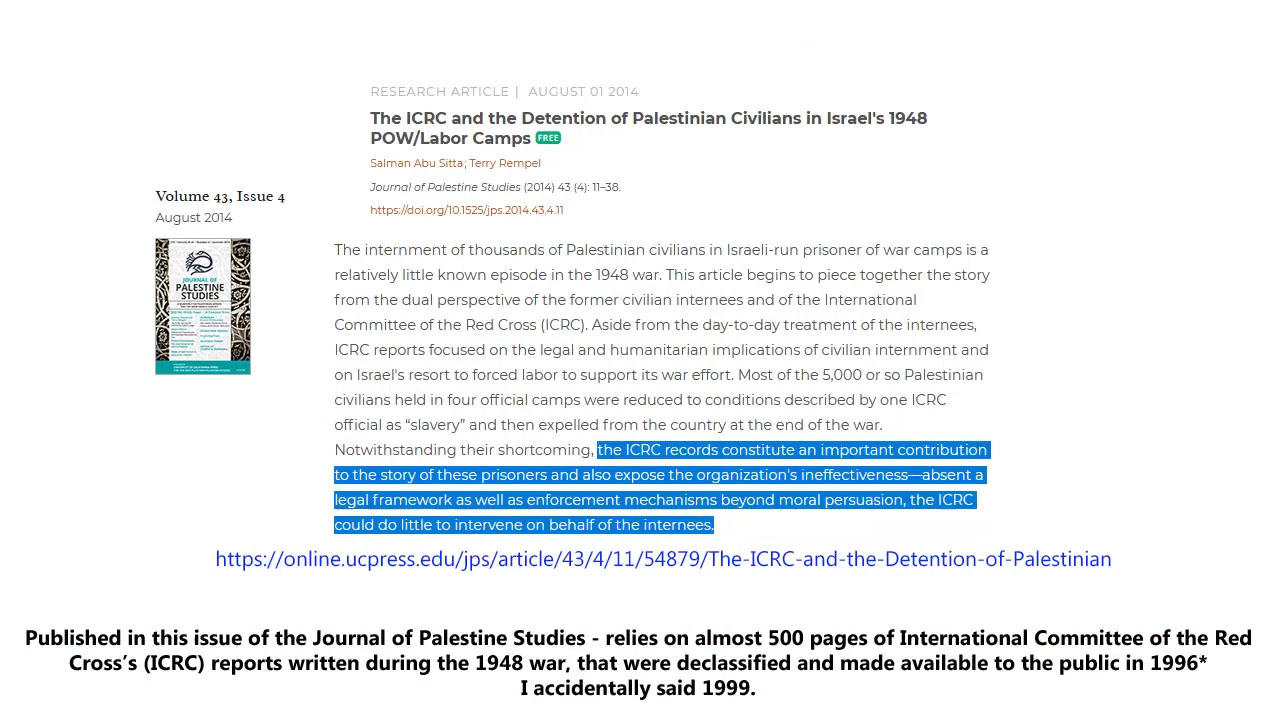 RESEARCH ARTICLE | AUGUST 01 2014
The ICRC and the Detention of Palestinian Civilians in Israel's 1948
POW/Labor Camps FREE
Salman Abu Sitta; Terry Rempel
Journal of Palestine Studies (2014) 43 (4): 11–38.
https://doi.org/10.1525/jps.2014.43.4.11
Volume 43, Issue 4
August 2014
JOURNAL OF
PALESTINE
STUDIES
The internment of thousands of Palestinian civilians in Israeli-run prisoner of war camps is a
relatively little known episode in the 1948 war. This article begins to piece together the story
from the dual perspective of the former civilian internees and of the International
Committee of the Red Cross (ICRC). Aside from the day-to-day treatment of the internees,
ICRC reports focused on the legal and humanitarian implications of civilian internment and
on Israel's resort to forced labor to support its war effort. Most of the 5,000 or so Palestinian
civilians held in four official camps were reduced to conditions described by one ICRC
official as “slavery” and then expelled from the country at the end of the war.
Notwithstanding their shortcoming, the ICRC records constitute an important contribution
to the story of these prisoners and also expose the organization's ineffectiveness—absent a
legal framework as well as enforcement mechanisms beyond moral persuasion, the ICRC
could do little to intervene on behalf of the internees.
https://online.ucpress.edu/jps/article/43/4/11/54879/The-ICRC-and-the-Detention-of-Palestinian
Published in this issue of the Journal of Palestine Studies - relies on almost 500 pages of International Committee of the Red
Cross’s (ICRC) reports written during the 1948 war, that were declassified and made available to the public in 1996*
I accidentally said 1999.